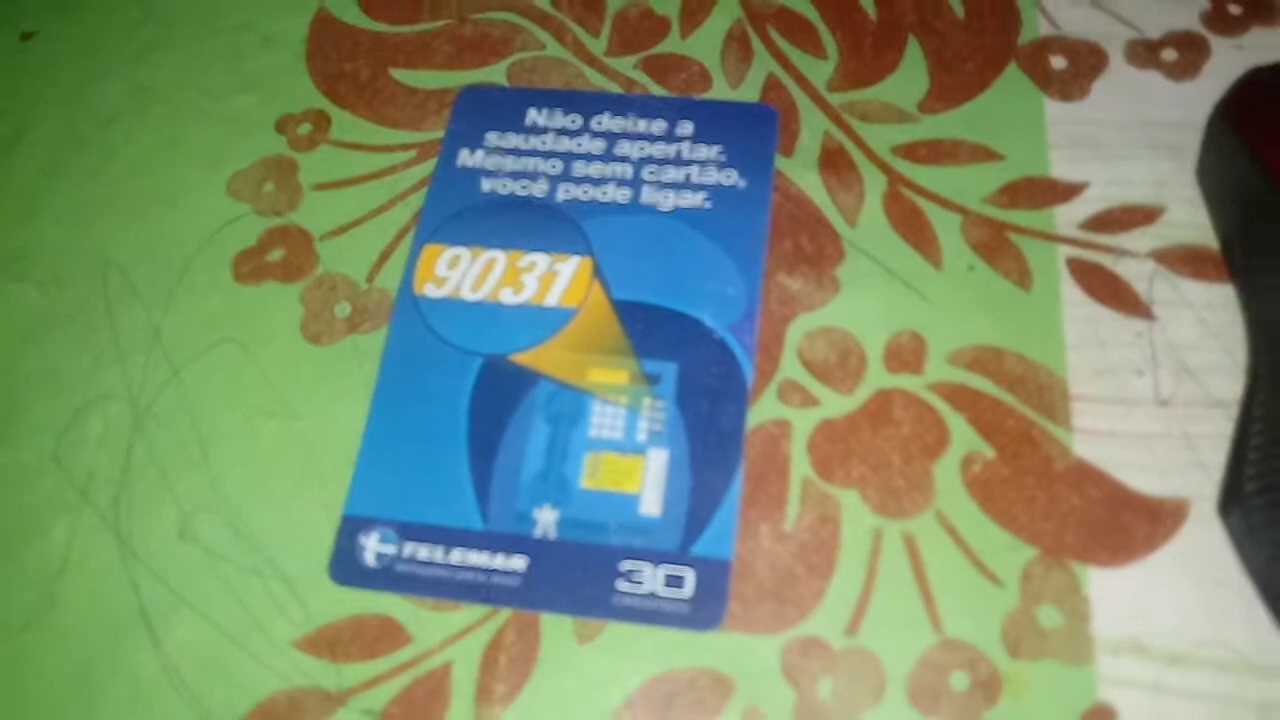 Não deixe a
saudade apertar.
Mesmo sem cartão,
você pode ligar.
9031
TELEMAR
30